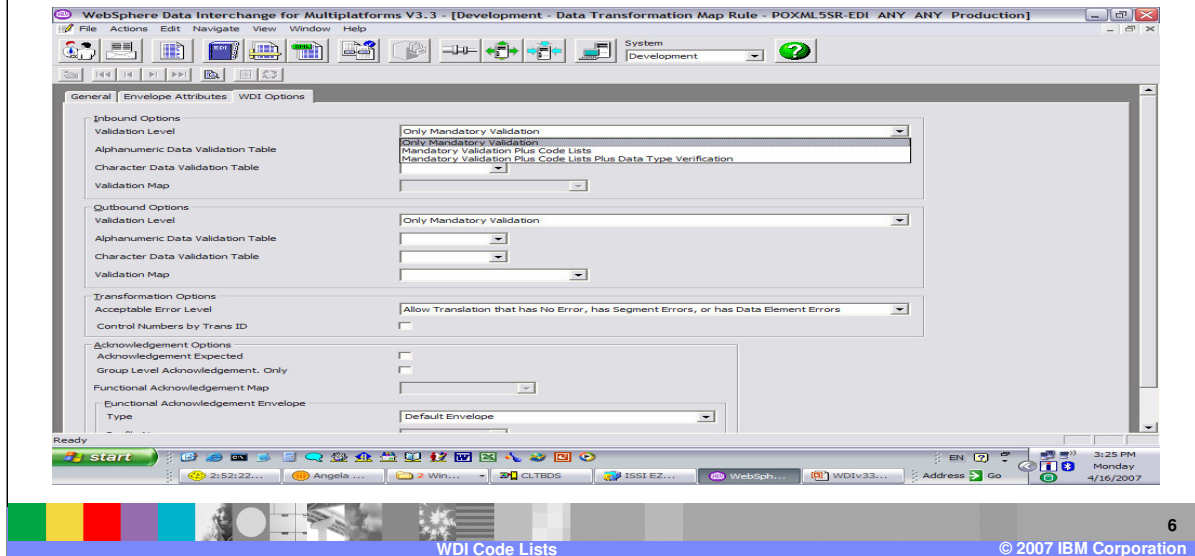 WebSphere Data Interchange for Multiplatforms V3.3 - [Development - Data Transformation Map Rule - POXML5SR-EDI ANY ANY Production]
File Actions Edit Navigate View Window Help
System
Development
General Envelope Attributes WDI Options
Inbound Options
Validation Level Only Mandatory Validation
Only Mandatory Validation
Alphanumeric Data Validation Table Mandatory Validation Plus Code Lists
Mandatory Validation Plus Code Lists Plus Data Type Verification
Character Data Validation Table
Validation Map
Outbound Options
Validation Level Only Mandatory Validation
Alphanumeric Data Validation Table
Character Data Validation Table
Validation Map
Transformation Options
Acceptable Error Level Allow Translation that has No Error, has Segment Errors, or has Data Element Errors
Control Numbers by Trans ID
Acknowledgement Options
Acknowledgement Expected
Group Level Acknowledgement. Only
Functional Acknowledgement Map
Functional Acknowledgement Envelope
Type Default Envelope
Ready
start EN 3:25 PM
2:52:22... Angela ... 2 Win... CLTBDS ISSI EZ... WebSph... WDIv33... Address Go Monday
4/16/2007
6
WDI Code Lists © 2007 IBM Corporation